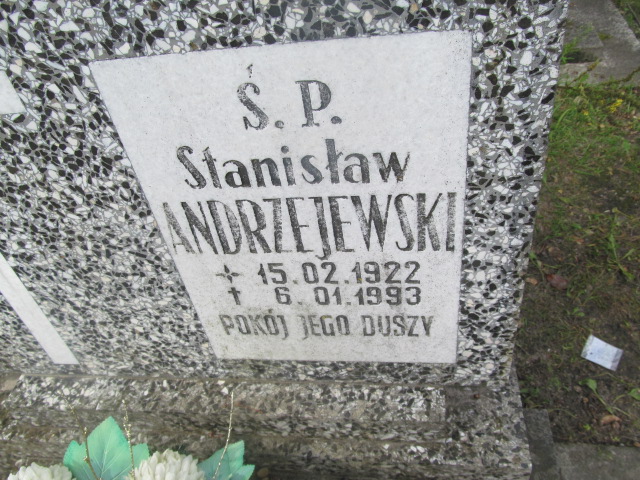 Ś. P.
Stanisław
ANDRZEJEWSKI
15.02.1922
† 6.01.1993
POKÓJ JEGO DUSZY